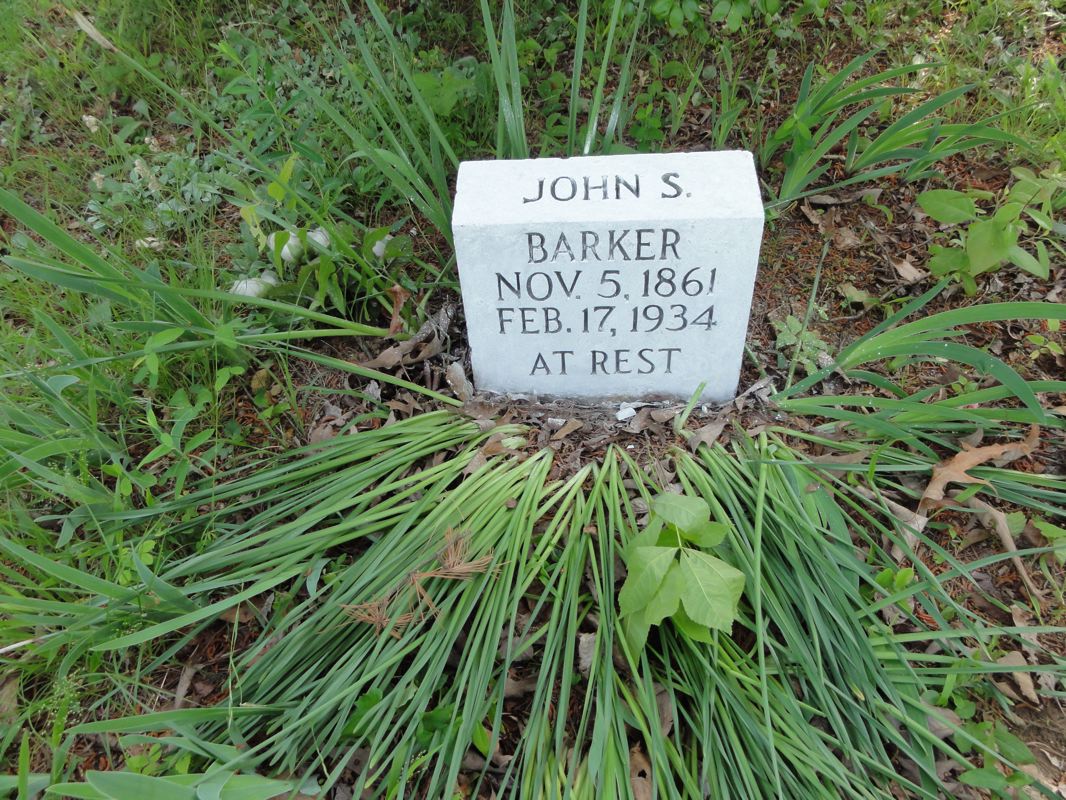 JOHN S.
BARKER
NOV. 5, 1861
FEB. 17, 1934
AT REST